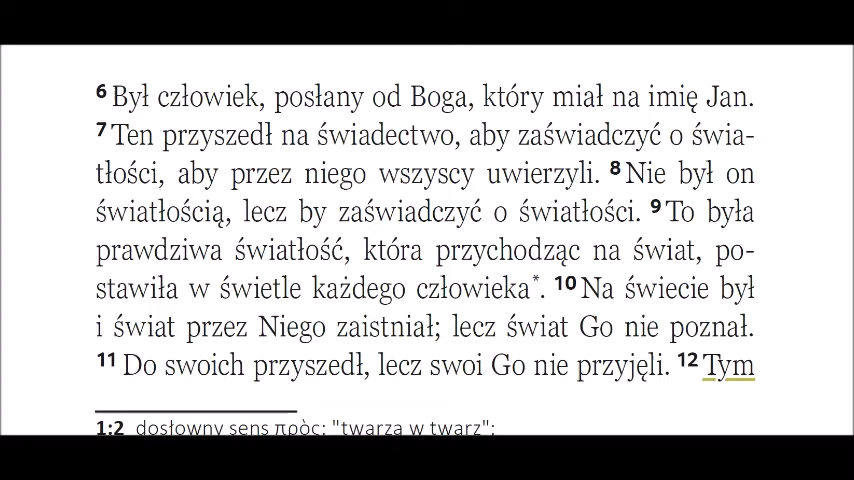 6 Był człowiek, posłany od Boga, który miał na imię Jan.
7 Ten przyszedł na świadectwo, aby zaświadczyć o świa-
tłości, aby przez niego wszyscy uwierzyli. 8 Nie był on
światłością, lecz by zaświadczyć o światłości. 9 To była
prawdziwa światłość, która przychodząc na świat, po-
stawiła w świetle każdego człowieka*. 10 Na świecie był
i świat przez Niego zaistniał; lecz świat Go nie poznał.
11 Do swoich przyszedł, lecz swoi Go nie przyjęli. 12 Tym
1:2 dosłowny sens πρὸς: "twarzą w twarz";